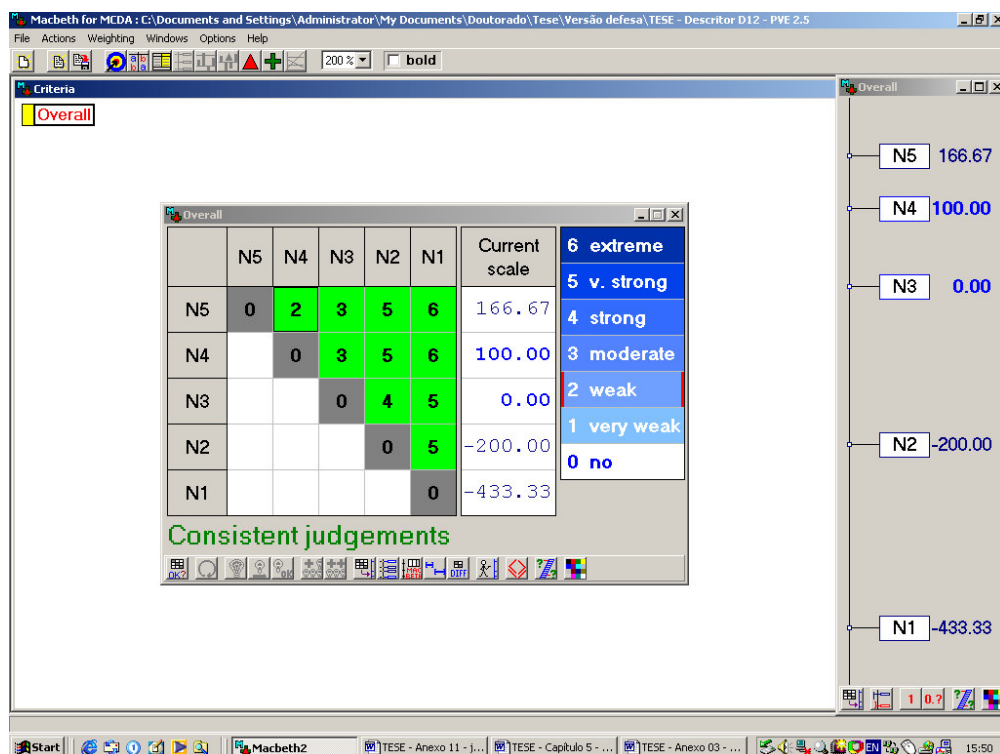 Macbeth for MCDA : C:\Documents and Settings\Administrator\My Documents\Doutorado\Tese\Versão defesa\TESE - Descritor D12 - PVE 2.5
File Actions Weighting Windows Options Help
200 % bold
Criteria
Overall
Overall
N5 166.67
N4 100.00
N3 0.00
N2 -200.00
N1 -433.33
Overall
N5 N4 N3 N2 N1 Current scale
N5 0 2 3 5 6 166.67
N4 0 3 5 6 100.00
N3 0 4 5 0.00
N2 0 5 -200.00
N1 0 -433.33
6 extreme
5 v. strong
4 strong
3 moderate
2 weak
1 very weak
0 no
Consistent judgements
OK? OK DIFF
1 0.?
Start Macbeth2 TESE - Anexo 11 - j... TESE - Capítulo 5 - ... TESE - Anexo 03 - ... EN 15:50